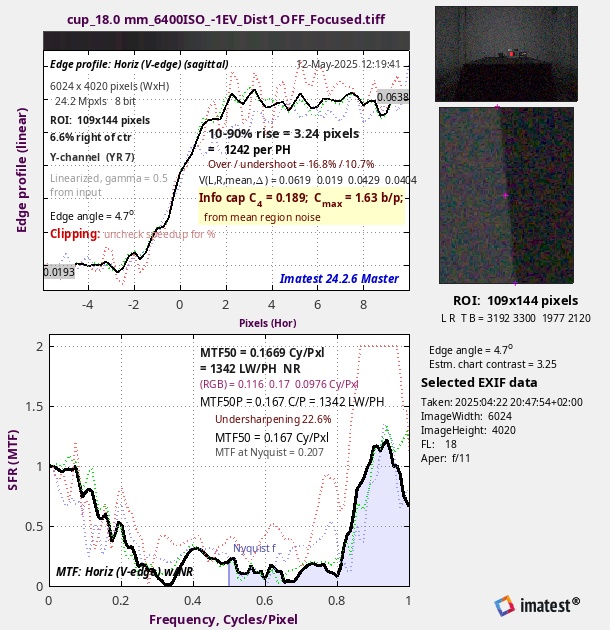 cup_18.0 mm_6400ISO_-1EV_Dist1_OFF_Focused.tiff
Edge profile: Horiz (V-edge) (sagittal)
12-May-2025 12:19:41
6024 x 4020 pixels (WxH)
24.2 Mpxls   8 bit
0.0638
ROI:  109x144 pixels
6.6% right of ctr
10-90% rise = 3.24 pixels
=   1242 per PH
Y-channel  (YR 7)
Over / undershoot = 16.8% / 10.7%
Linearized, gamma = 0.5
from input
V(L,R,mean,Δ) = 0.0619  0.019  0.0429  0.0404
Info cap C4 = 0.189;  Cmax = 1.63 b/p;
from mean region noise
Edge angle = 4.7o
Clipping: uncheck speedup for %
0.0193
Imatest 24.2.6 Master
Edge profile (linear)
-4 -2 0 2 4 6 8
Pixels (Hor)
ROI:  109x144 pixels
L R  T B = 3192 3300  1977 2120
MTF50 = 0.1669 Cy/Pxl
= 1342 LW/PH  NR
(RGB) = 0.116  0.17  0.0976 Cy/Pxl
MTF50P = 0.167 C/P = 1342 LW/PH
Undersharpening 22.6%
MTF50 = 0.167 Cy/Pxl
MTF at Nyquist = 0.207
Nyquist f
MTF: Horiz (V-edge) w/NR
SFR (MTF)
2
1.5
1
0.5
0
0 0.2 0.4 0.6 0.8 1
Frequency, Cycles/Pixel
Edge angle = 4.7o
Estm. chart contrast = 3.25
Selected EXIF data
Taken: 2025:04:22 20:47:54+02:00
ImageWidth:  6024
ImageHeight:  4020
FL:   18
Aper:  f/11
imatest®